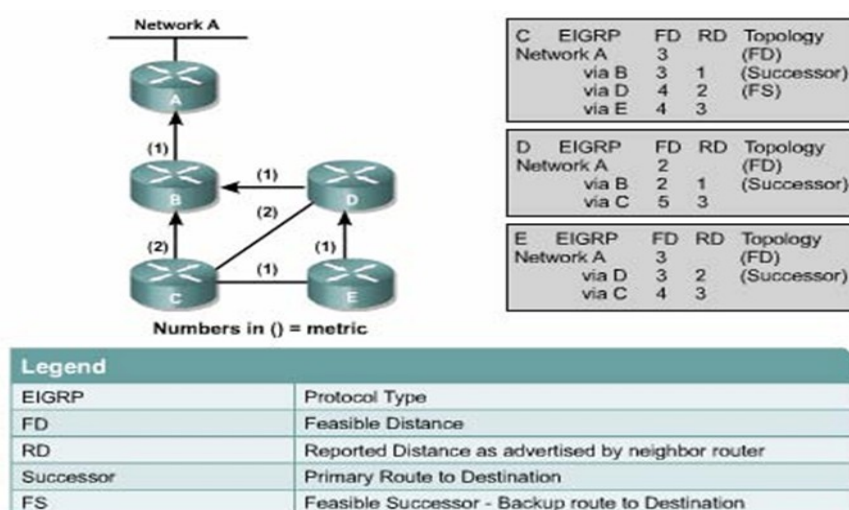 Network A
A
(1)
B
(1)
D
(2)
(2)
(1)
(1)
C
E
Numbers in () = metric
C EIGRP FD RD Topology
Network A 3 (FD)
via B 3 1 (Successor)
via D 4 2 (FS)
via E 4 3
D EIGRP FD RD Topology
Network A 2 (FD)
via B 2 1 (Successor)
via C 5 3
E EIGRP FD RD Topology
Network A 3 (FD)
via D 3 2 (Successor)
via C 4 3
Legend
EIGRP Protocol Type
FD Feasible Distance
RD Reported Distance as advertised by neighbor router
Successor Primary Route to Destination
FS Feasible Successor - Backup route to Destination